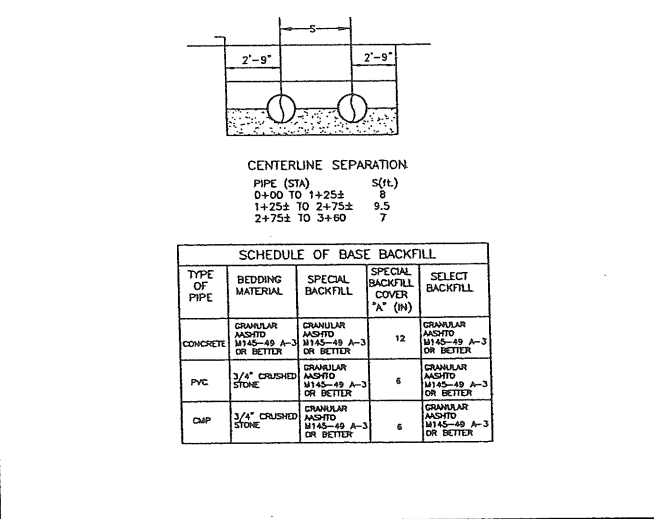 S
2'-9" 2'-9"
CENTERLINE SEPARATION
PIPE (STA) S(ft.)
0+00 TO 1+25± 8
1+25± TO 2+75± 9.5
2+75± TO 3+60 7
SCHEDULE OF BASE BACKFILL
TYPE OF PIPE
BEDDING MATERIAL
SPECIAL BACKFILL
SPECIAL BACKFILL COVER "A" (IN)
SELECT BACKFILL
CONCRETE
GRANULAR
AASHTO
M145-49 A-3
OR BETTER
GRANULAR
AASHTO
M145-49 A-3
OR BETTER
12
GRANULAR
AASHTO
M145-49 A-3
OR BETTER
PVC
3/4" CRUSHED
STONE
GRANULAR
AASHTO
M145-49 A-3
OR BETTER
6
GRANULAR
AASHTO
M145-49 A-3
OR BETTER
CMP
3/4" CRUSHED
STONE
GRANULAR
AASHTO
M145-49 A-3
OR BETTER
6
GRANULAR
AASHTO
M145-49 A-3
OR BETTER